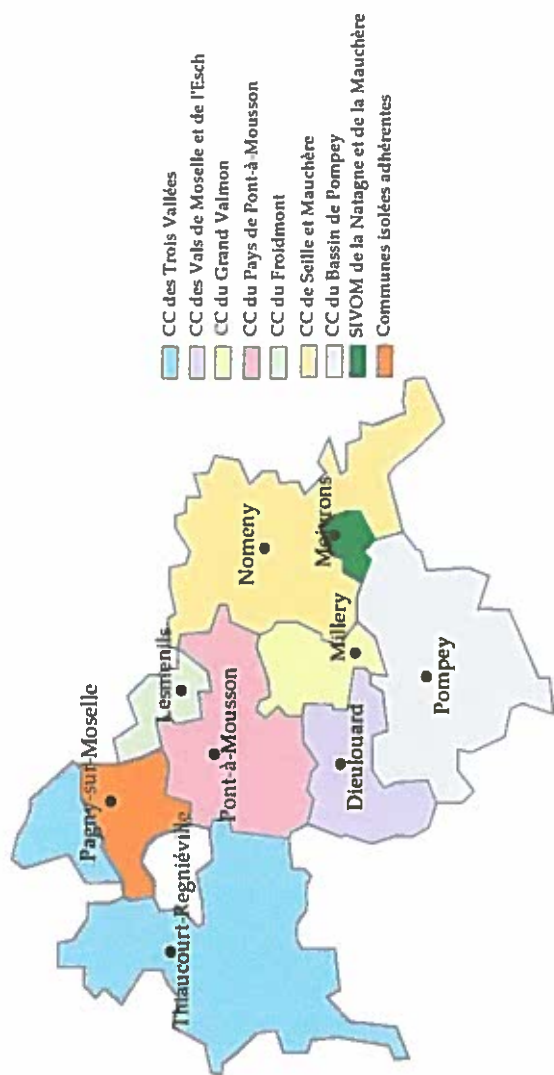 Pagny-sur-Moselle
Lesmenils
Thiaucourt-Regniéville
Pont-à-Mousson
Nomeny
Dieulouard
Millery
Moivrons
Pompey
CC des Trois Vallées
CC des Vals de Moselle et de l'Esch
CC du Grand Valmon
CC du Pays de Pont-à-Mousson
CC du Froidmont
CC de Seille et Mauchère
CC du Bassin de Pompey
SIVOM de la Natagne et de la Mauchère
Communes isolées adhérentes